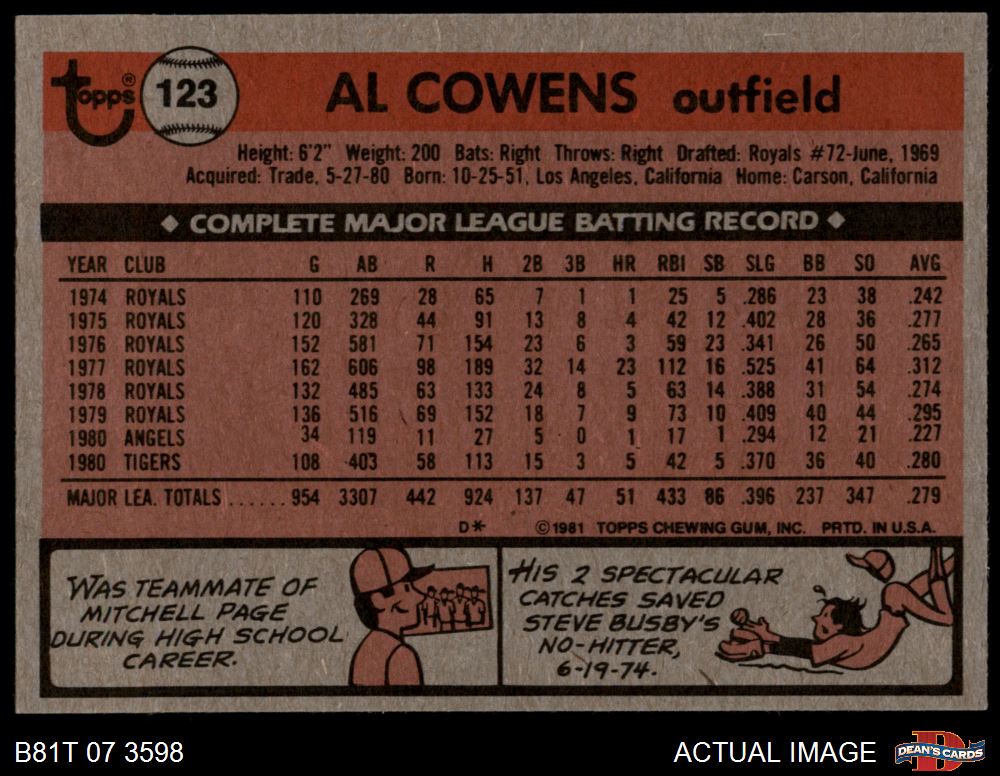 topps® 123 AL COWENS outfield
Height: 6'2" Weight: 200 Bats: Right Throws: Right Drafted: Royals #72-June, 1969
Acquired: Trade, 5-27-80 Born: 10-25-51, Los Angeles, California Home: Carson, California
◆ COMPLETE MAJOR LEAGUE BATTING RECORD ◆
YEAR CLUB G AB R H 2B 3B HR RBI SB SLG BB SO AVG
1974 ROYALS 110 269 28 65 7 1 1 25 5 .286 23 38 .242
1975 ROYALS 120 328 44 91 13 8 4 42 12 .402 28 36 .277
1976 ROYALS 152 581 71 154 23 6 3 59 23 .341 26 50 .265
1977 ROYALS 162 606 98 189 32 14 23 112 16 .525 41 64 .312
1978 ROYALS 132 485 63 133 24 8 5 63 14 .388 31 54 .274
1979 ROYALS 136 516 69 152 18 7 9 73 10 .409 40 44 .295
1980 ANGELS 34 119 11 27 5 0 1 17 1 .294 12 21 .227
1980 TIGERS 108 403 58 113 15 3 5 42 5 .370 36 40 .280
MAJOR LEA. TOTALS ...... 954 3307 442 924 137 47 51 433 86 .396 237 347 .279
D* ©1981 TOPPS CHEWING GUM, INC. PRTD. IN U.S.A.
WAS TEAMMATE OF
MITCHELL PAGE
DURING HIGH SCHOOL
CAREER.
HIS 2 SPECTACULAR
CATCHES SAVED
STEVE BUSBY'S
NO-HITTER,
6-19-74.
B81T 07 3598 ACTUAL IMAGE DEAN'S CARDS